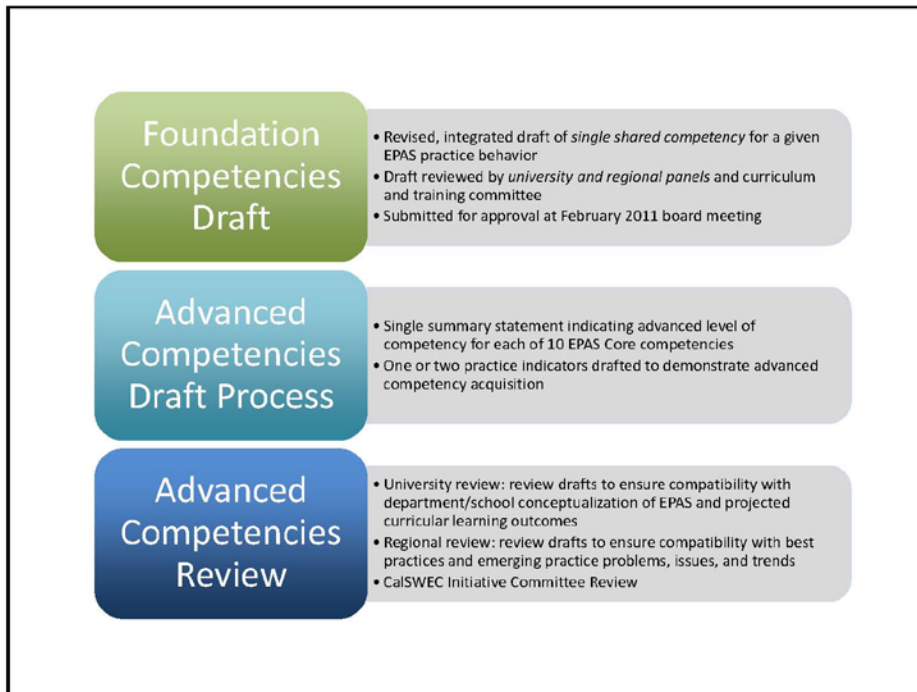 Foundation
Competencies
Draft
• Revised, integrated draft of single shared competency for a given
EPAS practice behavior
• Draft reviewed by university and regional panels and curriculum
and training committee
• Submitted for approval at February 2011 board meeting
Advanced
Competencies
Draft Process
• Single summary statement indicating advanced level of
competency for each of 10 EPAS Core competencies
• One or two practice indicators drafted to demonstrate advanced
competency acquisition
Advanced
Competencies
Review
• University review: review drafts to ensure compatibility with
department/school conceptualization of EPAS and projected
curricular learning outcomes
• Regional review: review drafts to ensure compatibility with best
practices and emerging practice problems, issues, and trends
• CalSWEC Initiative Committee Review